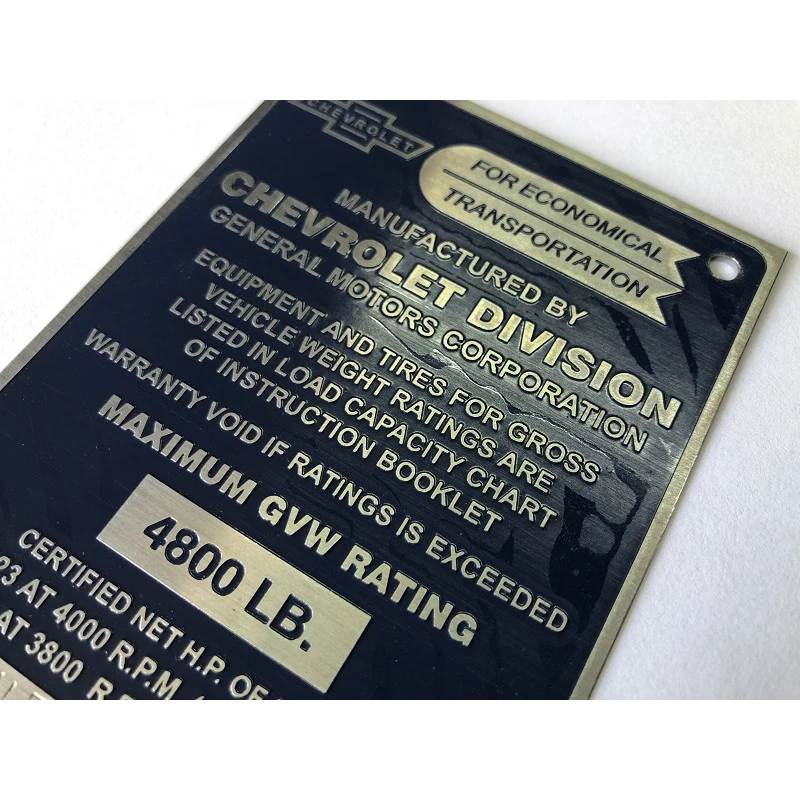 CHEVROLET
FOR ECONOMICAL
TRANSPORTATION
MANUFACTURED BY
CHEVROLET DIVISION
GENERAL MOTORS CORPORATION
EQUIPMENT AND TIRES FOR GROSS
VEHICLE WEIGHT RATINGS ARE
LISTED IN LOAD CAPACITY CHART
OF INSTRUCTION BOOKLET
WARRANTY VOID IF RATINGS IS EXCEEDED
MAXIMUM GVW RATING
4800 LB.
CERTIFIED NET H.P. OF
AT 4000 R.P.M.
AT 3800 R.